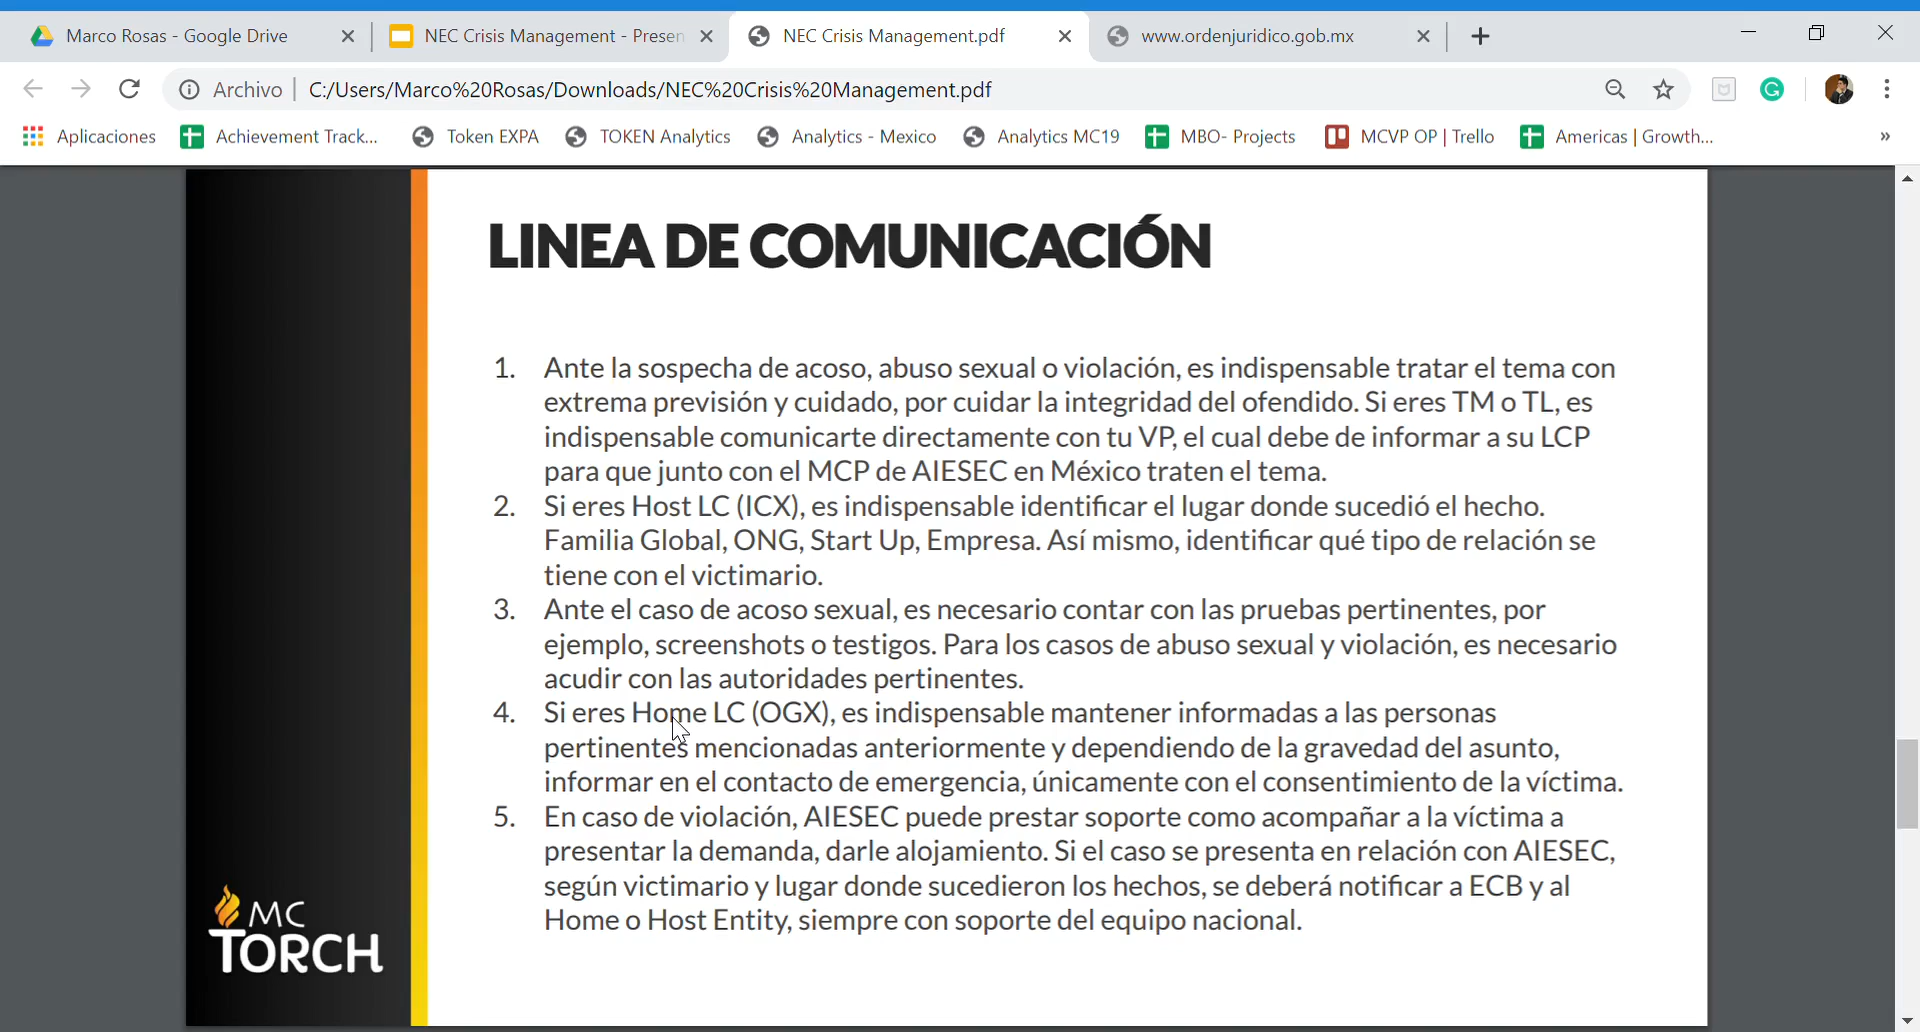 Marco Rosas - Google Drive
NEC Crisis Management - Presen
NEC Crisis Management.pdf
www.ordenjuridico.gob.mx
Archivo
C:/Users/Marco%20Rosas/Downloads/NEC%20Crisis%20Management.pdf
Aplicaciones
Achievement Track...
Token EXPA
TOKEN Analytics
Analytics - Mexico
Analytics MC19
MBO- Projects
MCVP OP | Trello
Americas | Growth...
»
LINEA DE COMUNICACIÓN
1. Ante la sospecha de acoso, abuso sexual o violación, es indispensable tratar el tema con
extrema previsión y cuidado, por cuidar la integridad del ofendido. Si eres TM o TL, es
indispensable comunicarte directamente con tu VP, el cual debe de informar a su LCP
para que junto con el MCP de AIESEC en México traten el tema.
2. Si eres Host LC (ICX), es indispensable identificar el lugar donde sucedió el hecho.
Familia Global, ONG, Start Up, Empresa. Así mismo, identificar qué tipo de relación se
tiene con el victimario.
3. Ante el caso de acoso sexual, es necesario contar con las pruebas pertinentes, por
ejemplo, screenshots o testigos. Para los casos de abuso sexual y violación, es necesario
acudir con las autoridades pertinentes.
4. Si eres Home LC (OGX), es indispensable mantener informadas a las personas
pertinentes mencionadas anteriormente y dependiendo de la gravedad del asunto,
informar en el contacto de emergencia, únicamente con el consentimiento de la víctima.
5. En caso de violación, AIESEC puede prestar soporte como acompañar a la víctima a
presentar la demanda, darle alojamiento. Si el caso se presenta en relación con AIESEC,
según victimario y lugar donde sucedieron los hechos, se deberá notificar a ECB y al
Home o Host Entity, siempre con soporte del equipo nacional.
MC
TORCH